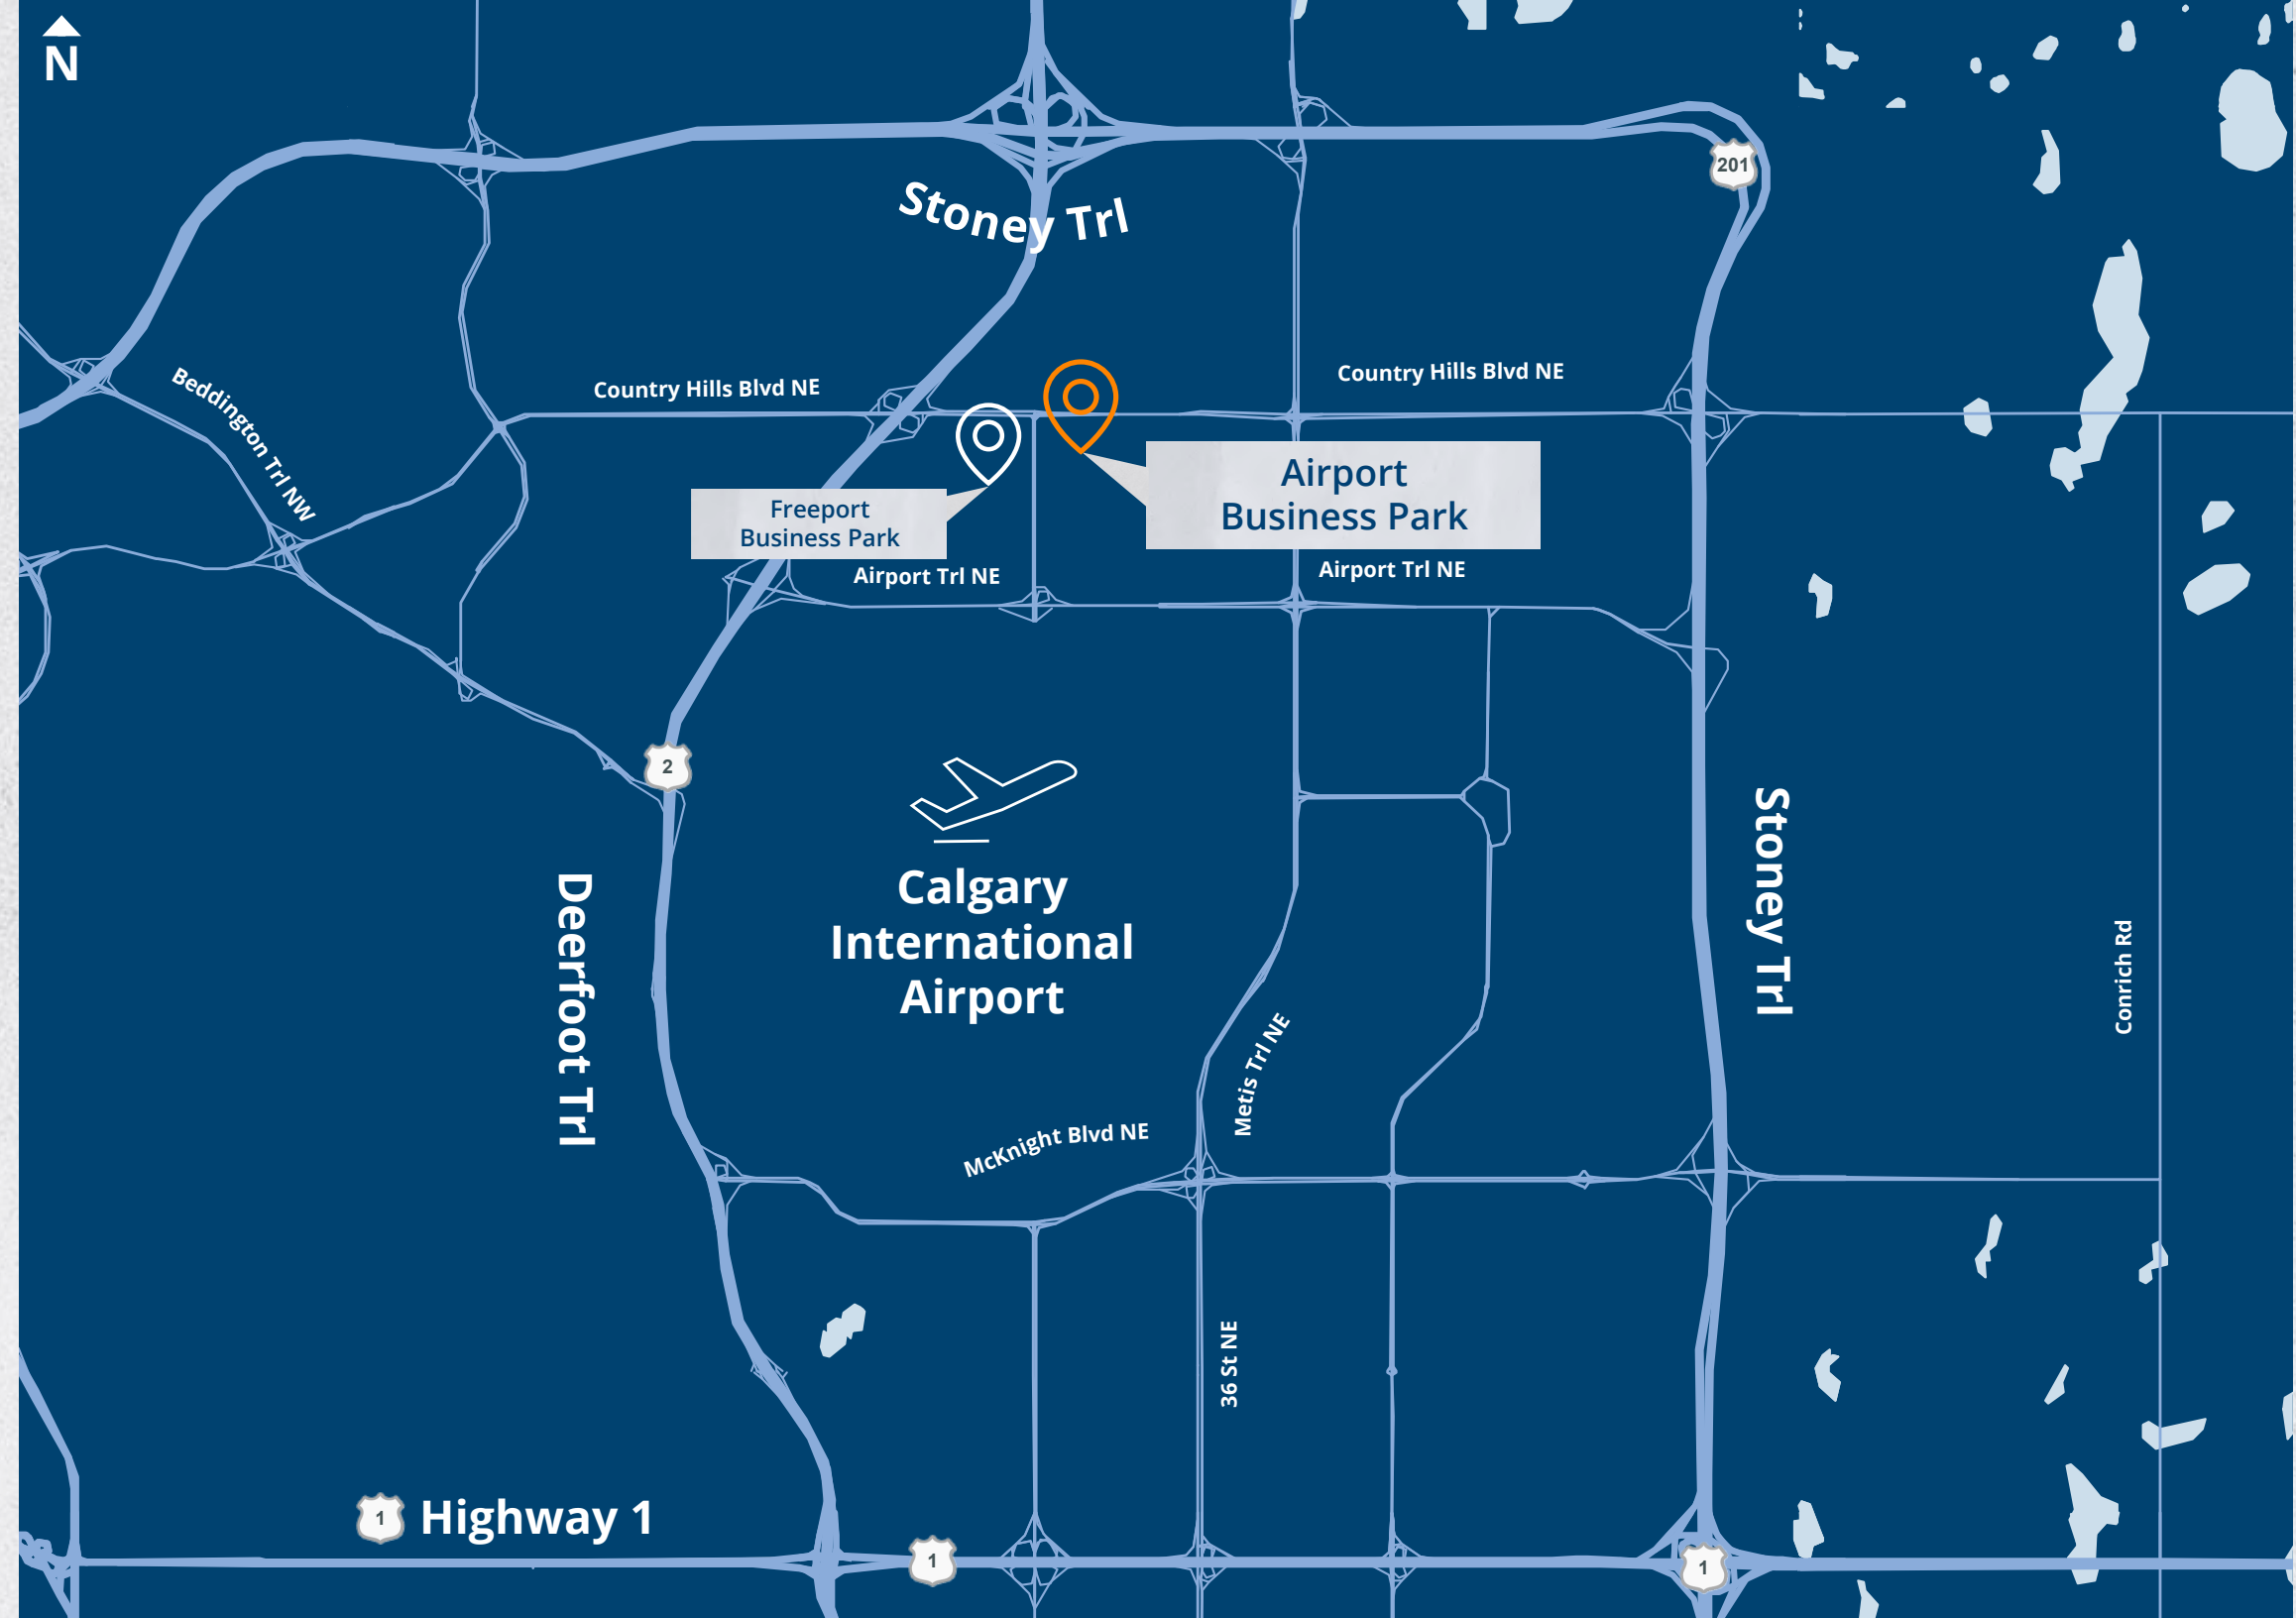 N
201
Stoney Trl
Beddington Trl NW
Country Hills Blvd NE
Country Hills Blvd NE
Airport
Business Park
Freeport
Business Park
Airport Trl NE
Airport Trl NE
2
Calgary
International
Airport
Deerfoot Trl
Stoney Trl
Conrich Rd
Metis Trl NE
McKnight Blvd NE
36 St NE
1
Highway 1
1
1